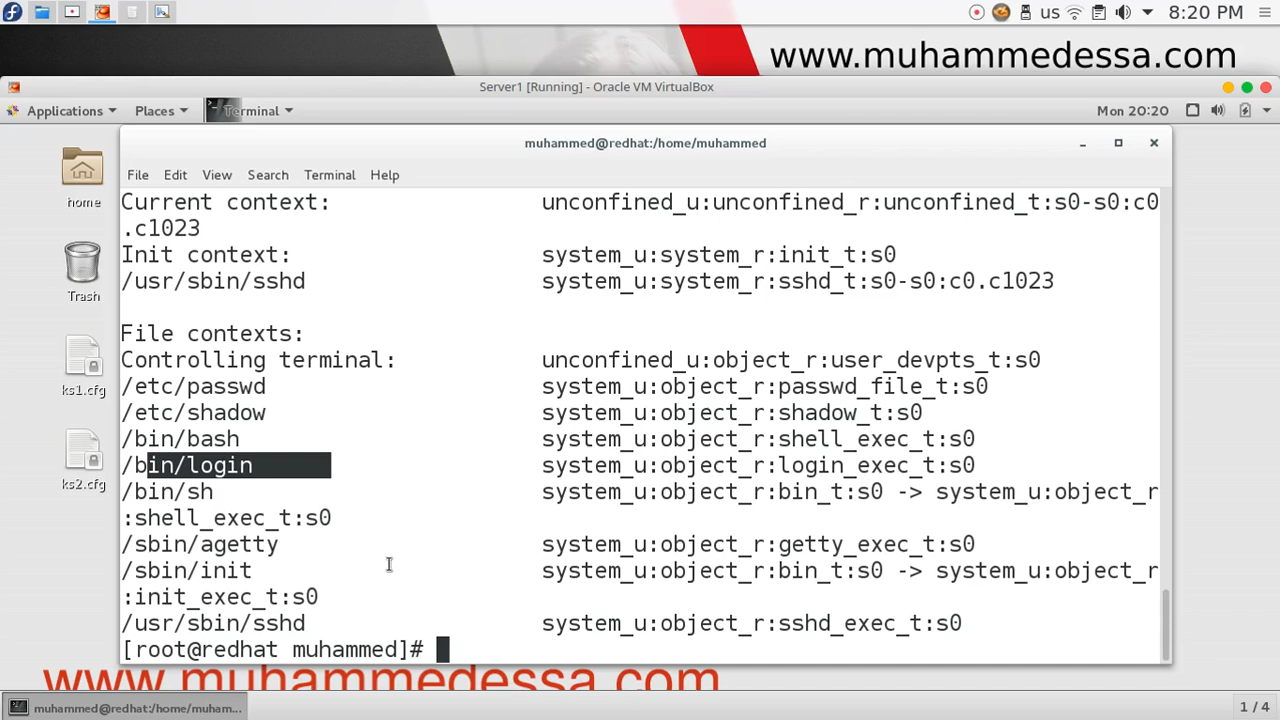 us
8:20 PM
www.muhammedessa.com
Server1 [Running] - Oracle VM VirtualBox
Applications
Places
Terminal
Mon 20:20
muhammed@redhat:/home/muhammed
File Edit View Search Terminal Help
Current context:                unconfined_u:unconfined_r:unconfined_t:s0-s0:c0
.c1023
Init context:                   system_u:system_r:init_t:s0
/usr/sbin/sshd                  system_u:system_r:sshd_t:s0-s0:c0.c1023
File contexts:
Controlling terminal:           unconfined_u:object_r:user_devpts_t:s0
/etc/passwd                     system_u:object_r:passwd_file_t:s0
/etc/shadow                     system_u:object_r:shadow_t:s0
/bin/bash                       system_u:object_r:shell_exec_t:s0
/bin/login                      system_u:object_r:login_exec_t:s0
/bin/sh                         system_u:object_r:bin_t:s0 -> system_u:object_r
:shell_exec_t:s0
/sbin/agetty                    system_u:object_r:getty_exec_t:s0
/sbin/init                      system_u:object_r:bin_t:s0 -> system_u:object_r
:init_exec_t:s0
/usr/sbin/sshd                  system_u:object_r:sshd_exec_t:s0
[root@redhat muhammed]#
home
Trash
ks1.cfg
ks2.cfg
www.muhammedessa.com
muhammed@redhat:/home/muham...
1 / 4